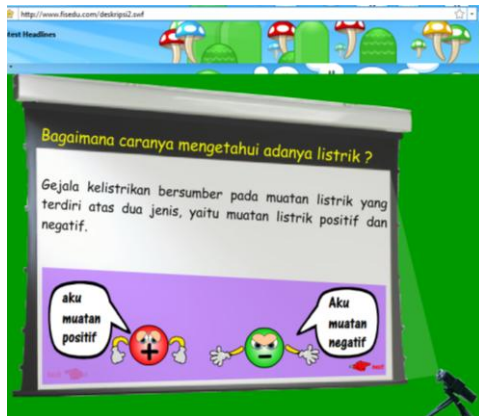 http://www.fisedu.com/deskripsi2.swf
test Headlines
Bagaimana caranya mengetahui adanya listrik ?
Gejala kelistrikan bersumber pada muatan listrik yang
terdiri atas dua jenis, yaitu muatan listrik positif dan
negatif.
aku
muatan
positif
Aku
muatan
negatif